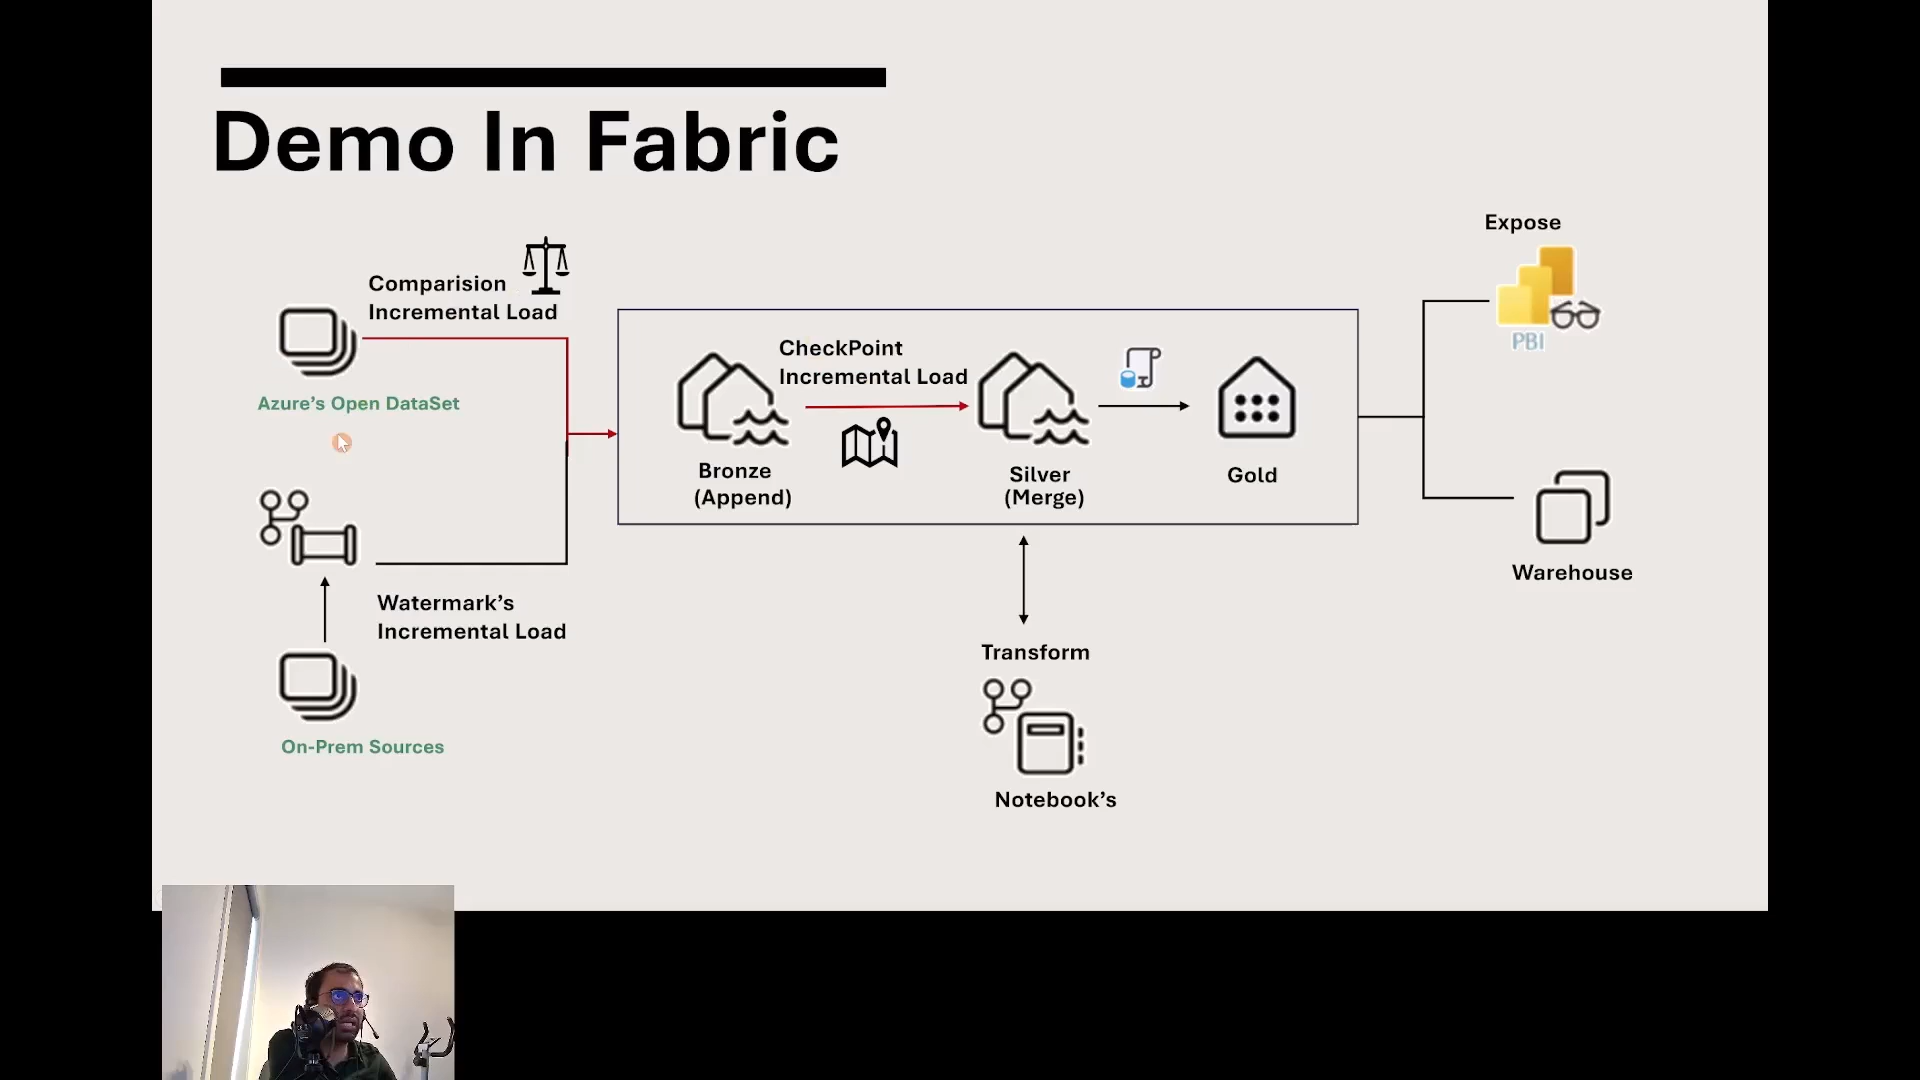 Demo In Fabric
Comparision
Incremental Load
Azure's Open DataSet
Watermark's
Incremental Load
On-Prem Sources
CheckPoint
Incremental Load
Bronze
(Append)
Silver
(Merge)
Gold
Transform
Notebook's
Expose
PBI
Warehouse